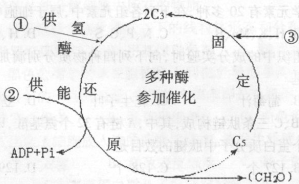 ① 供氢
酶
2C₃
③
固
② 供能
还
多种酶
参加催化
定
原
C₅
ADP+Pi
(CH₂O)